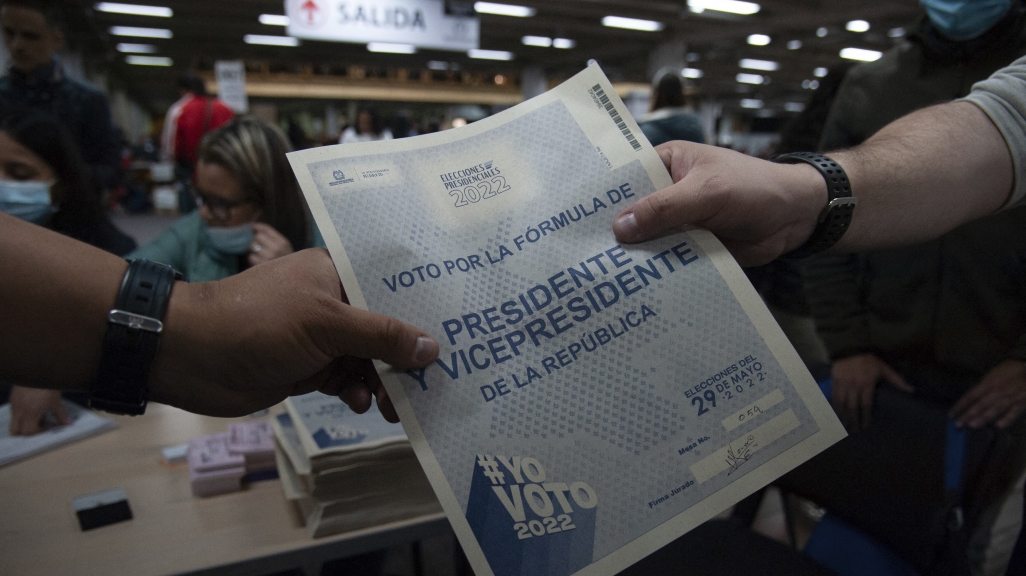 SALIDA
ELECCIONES
PRESIDENCIALES
2022
VOTO POR LA FÓRMULA DE
PRESIDENTE
Y VICEPRESIDENTE
DE LA REPÚBLICA
ELECCIONES DEL
29 DE MAYO
·2022·
Mesa No. 059
Firma Jurado
#YO
VOTO
2022